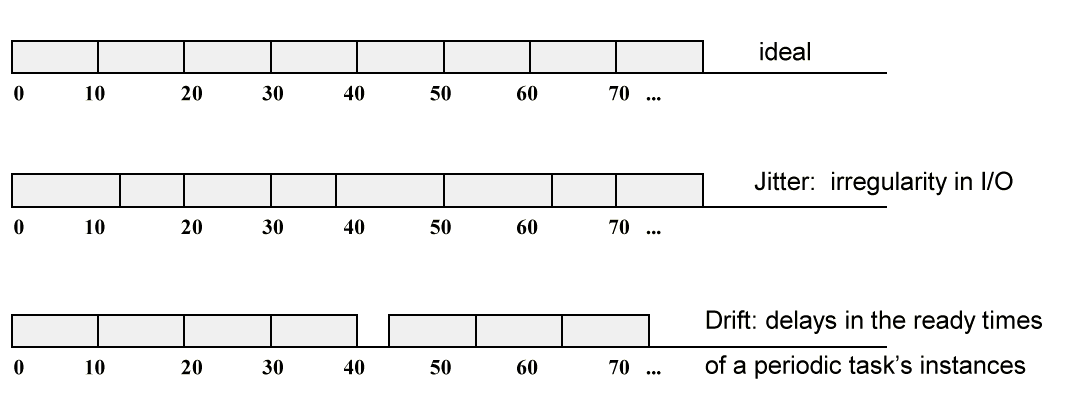 ideal
0 10 20 30 40 50 60 70 ...
Jitter: irregularity in I/O
0 10 20 30 40 50 60 70 ...
Drift: delays in the ready times
0 10 20 30 40 50 60 70 ... of a periodic task's instances